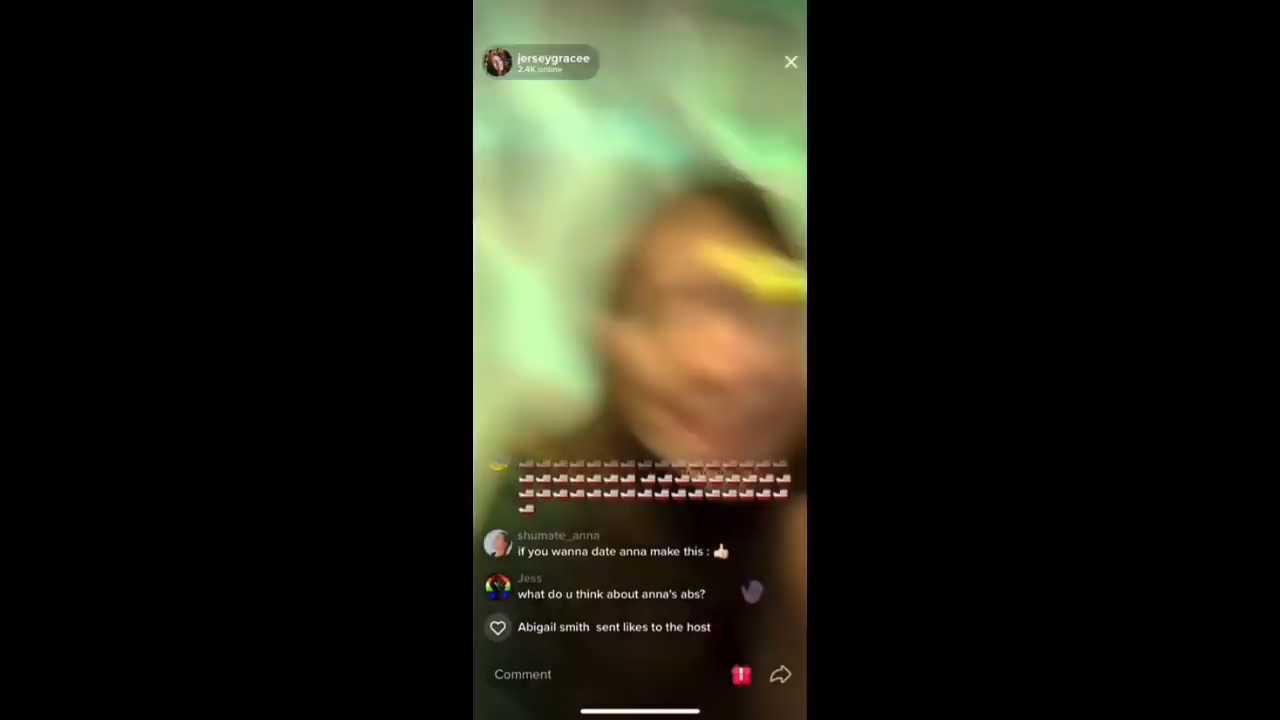 jerseygracee
2.4K online
shumate_anna
if you wanna date anna make this : 👍🏻
Jess
what do u think about anna's abs?
Abigail smith sent likes to the host
Comment